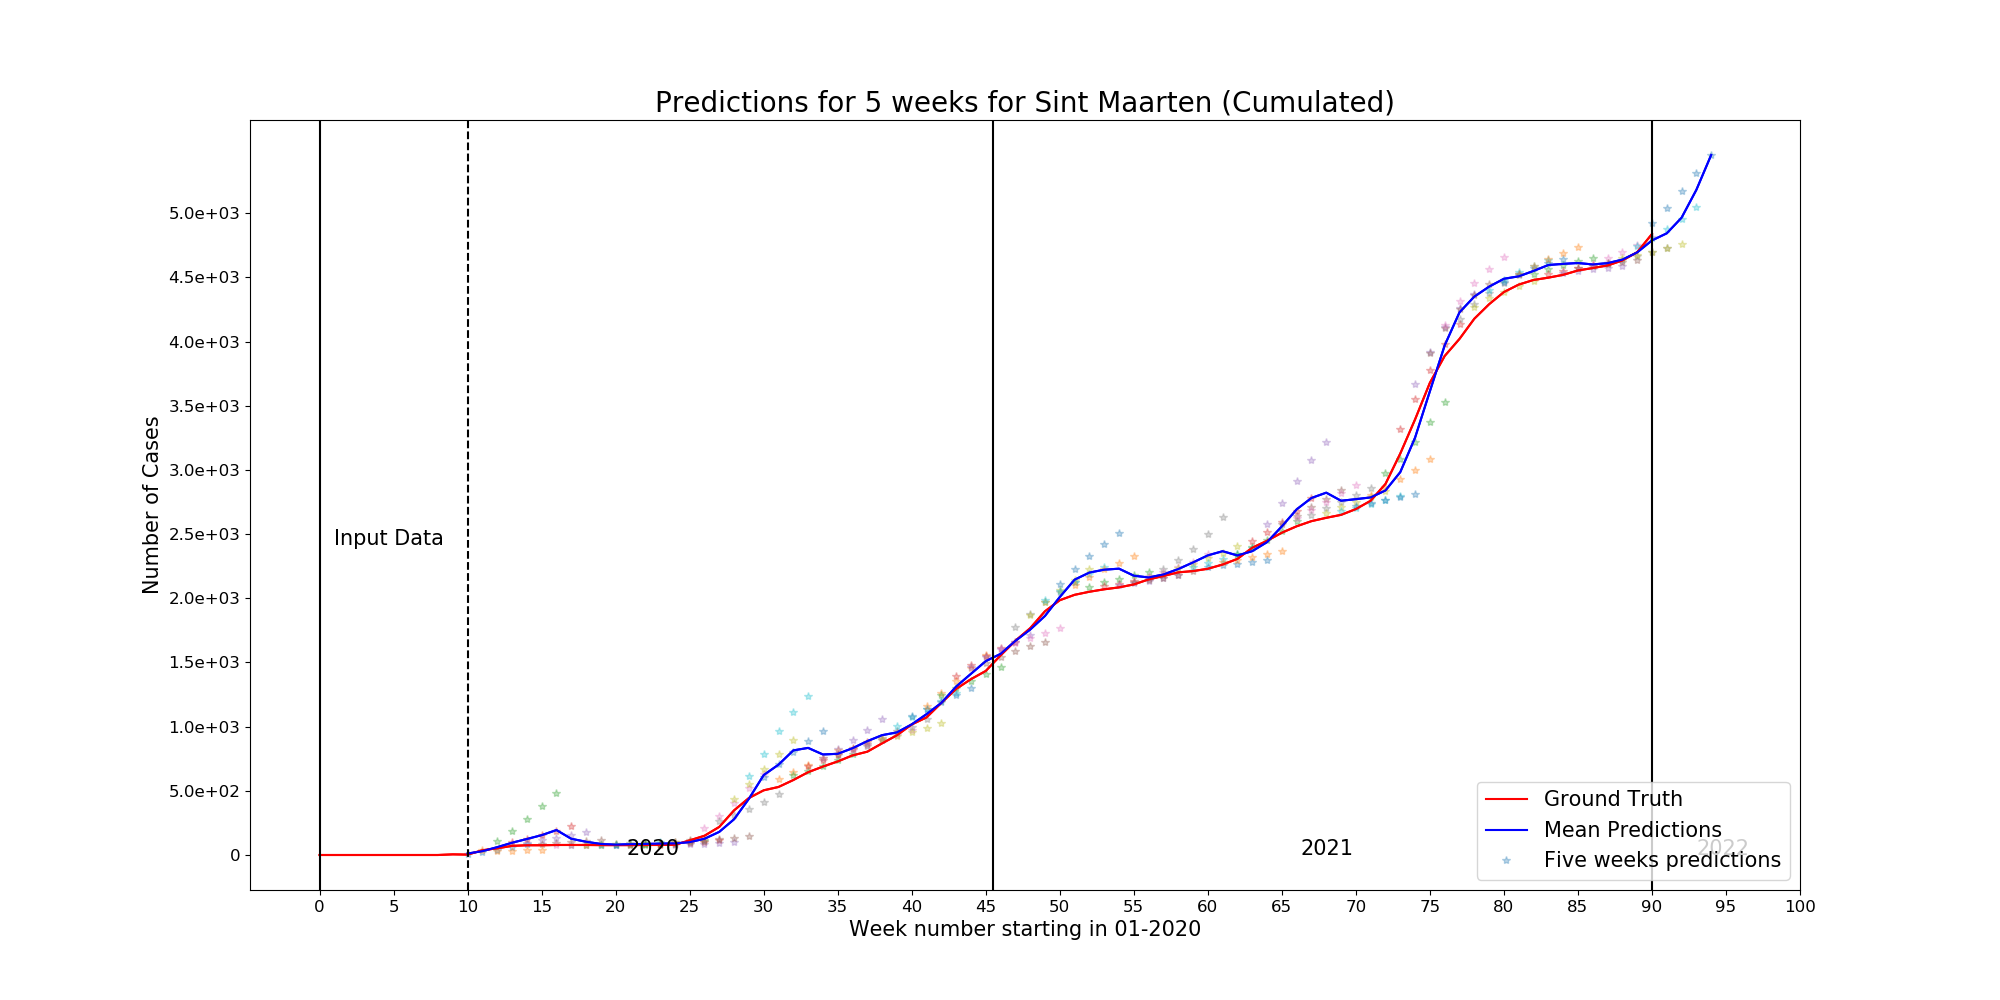 Predictions for 5 weeks for Sint Maarten (Cumulated)
Number of Cases
5.0e+03
4.5e+03
4.0e+03
3.5e+03
3.0e+03
2.5e+03
2.0e+03
1.5e+03
1.0e+03
5.0e+02
0
Input Data
2020
2021
2022
Ground Truth
Mean Predictions
Five weeks predictions
0 5 10 15 20 25 30 35 40 45 50 55 60 65 70 75 80 85 90 95 100
Week number starting in 01-2020